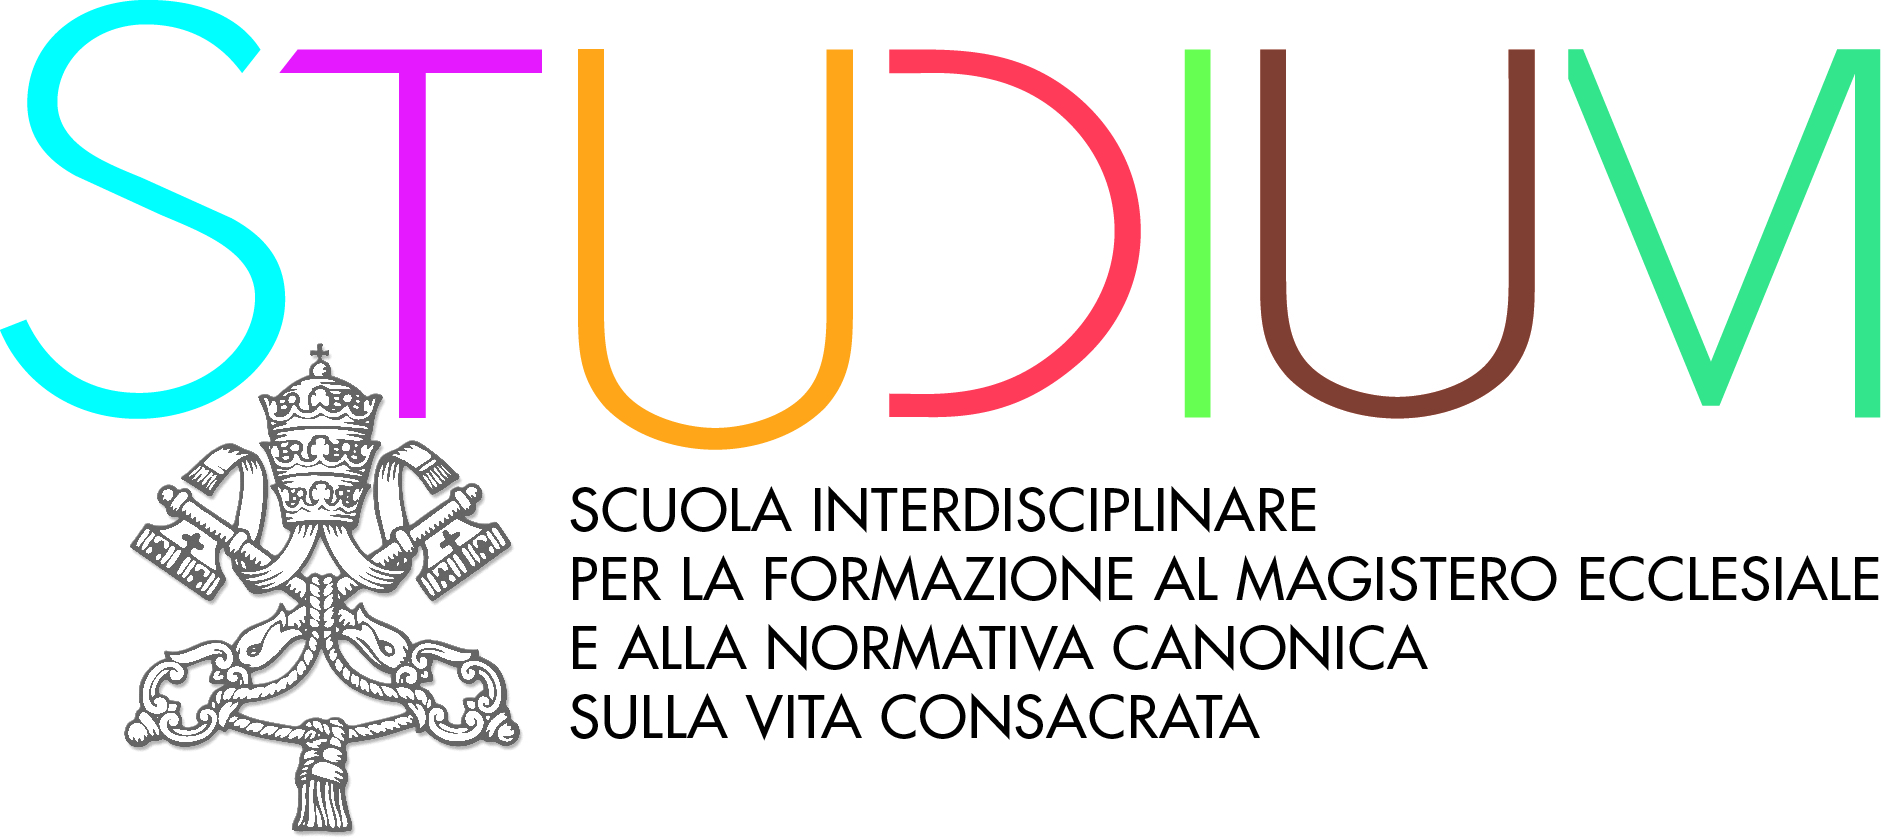 STUDIUM
SCUOLA INTERDISCIPLINARE
PER LA FORMAZIONE AL MAGISTERO ECCLESIALE
E ALLA NORMATIVA CANONICA
SULLA VITA CONSACRATA